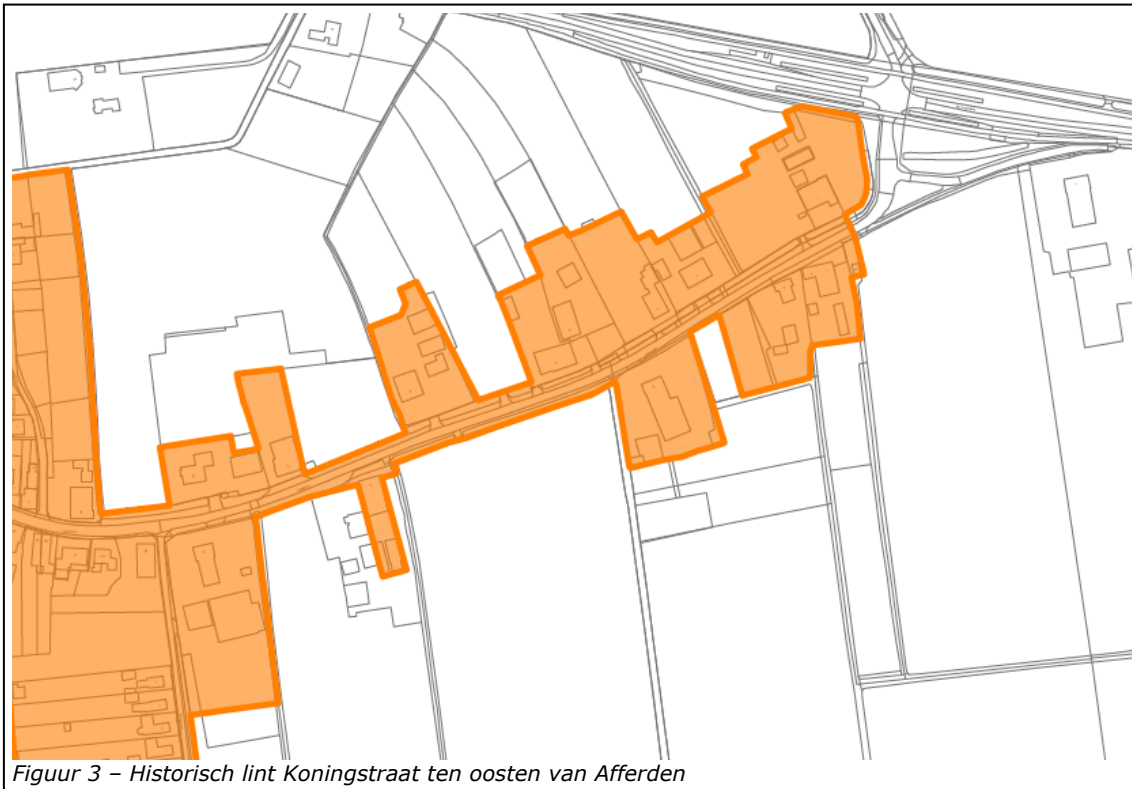 Figuur 3 – Historisch lint Koningstraat ten oosten van Afferden